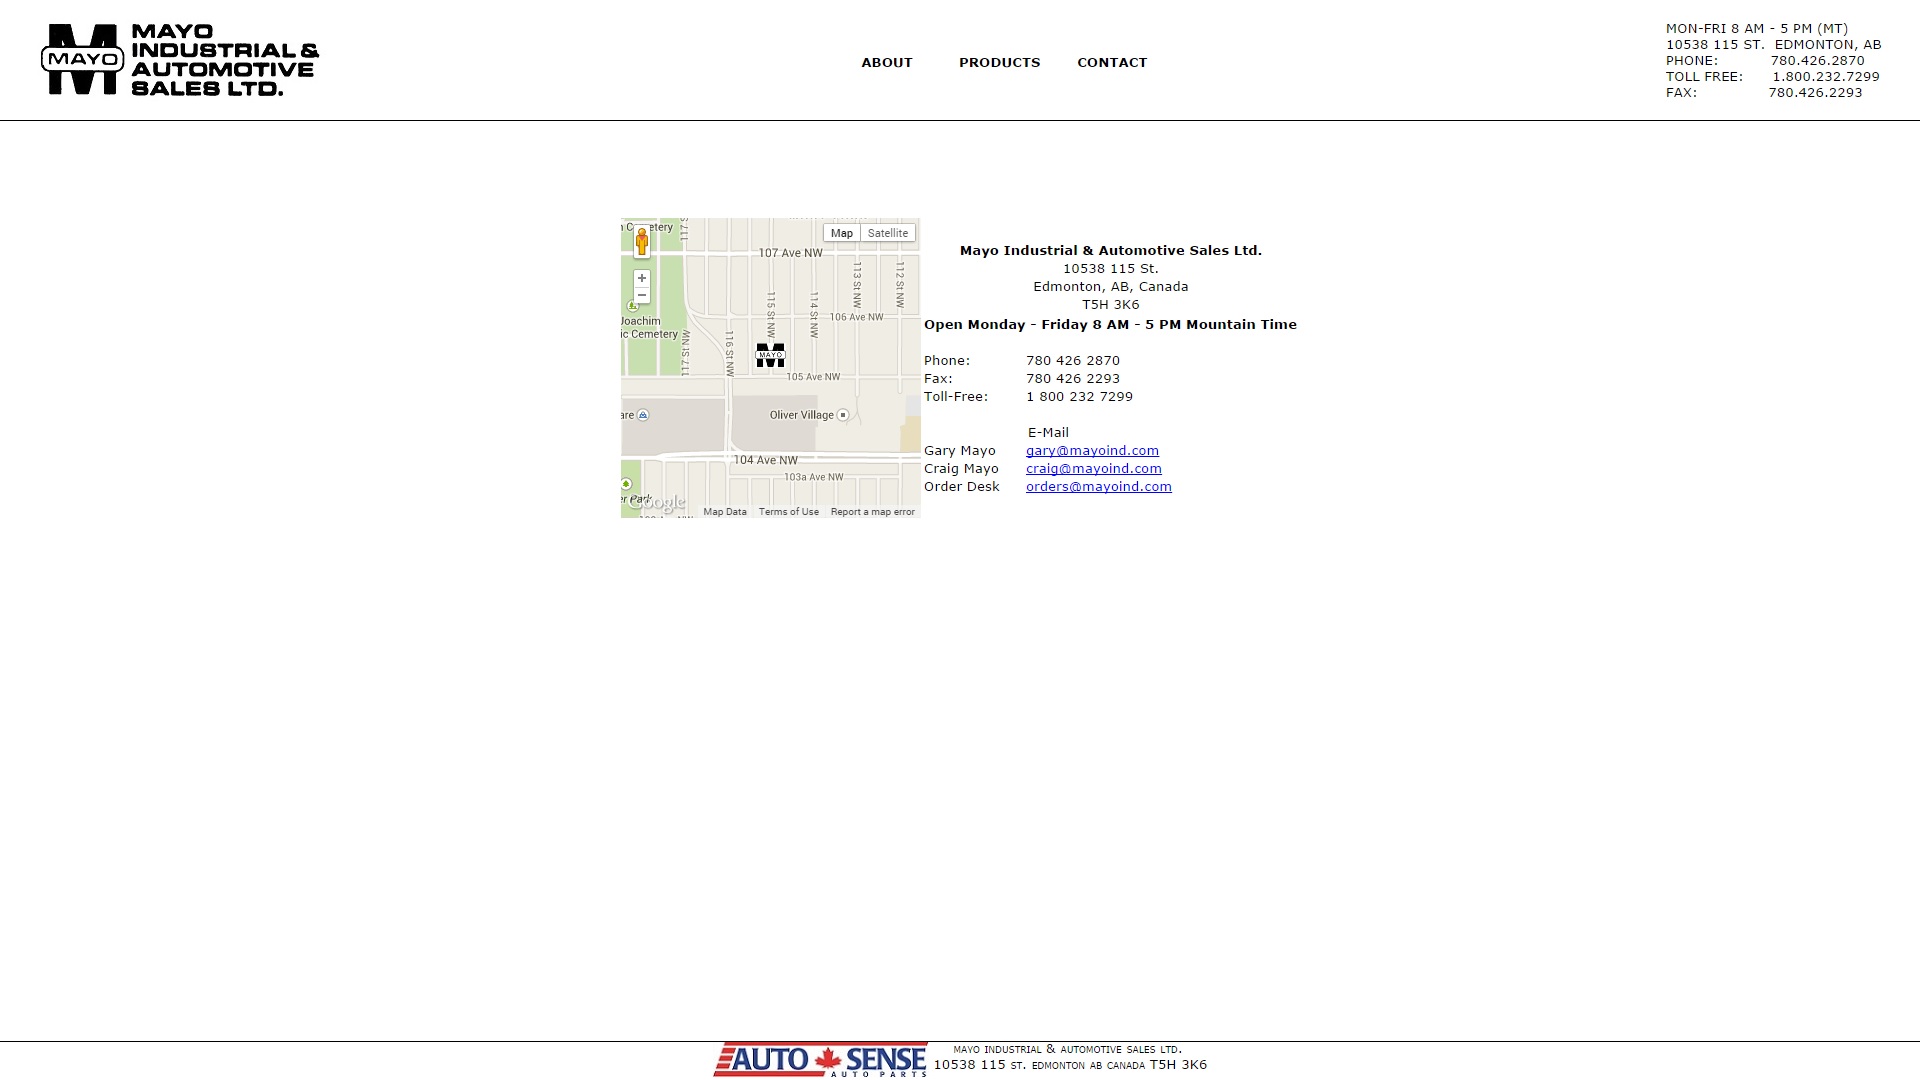 MAYO
INDUSTRIAL &
AUTOMOTIVE
SALES LTD.
MAYO
ABOUT PRODUCTS CONTACT
MON-FRI 8 AM - 5 PM (MT)
10538 115 ST. EDMONTON, AB
PHONE: 780.426.2870
TOLL FREE: 1.800.232.7299
FAX: 780.426.2293
Map Satellite
107 Ave NW
113 St NW
112 St NW
115 St NW
114 St NW
106 Ave NW
Joachim
ic Cemetery
117 St NW
116 St NW
MAYO
105 Ave NW
Oliver Village
104 Ave NW
103a Ave NW
Google
Map Data Terms of Use Report a map error
Mayo Industrial & Automotive Sales Ltd.
10538 115 St.
Edmonton, AB, Canada
T5H 3K6
Open Monday - Friday 8 AM - 5 PM Mountain Time
Phone: 780 426 2870
Fax: 780 426 2293
Toll-Free: 1 800 232 7299
E-Mail
Gary Mayo gary@mayoind.com
Craig Mayo craig@mayoind.com
Order Desk orders@mayoind.com
AUTO SENSE
AUTO PARTS
MAYO INDUSTRIAL & AUTOMOTIVE SALES LTD.
10538 115 ST. EDMONTON AB CANADA T5H 3K6